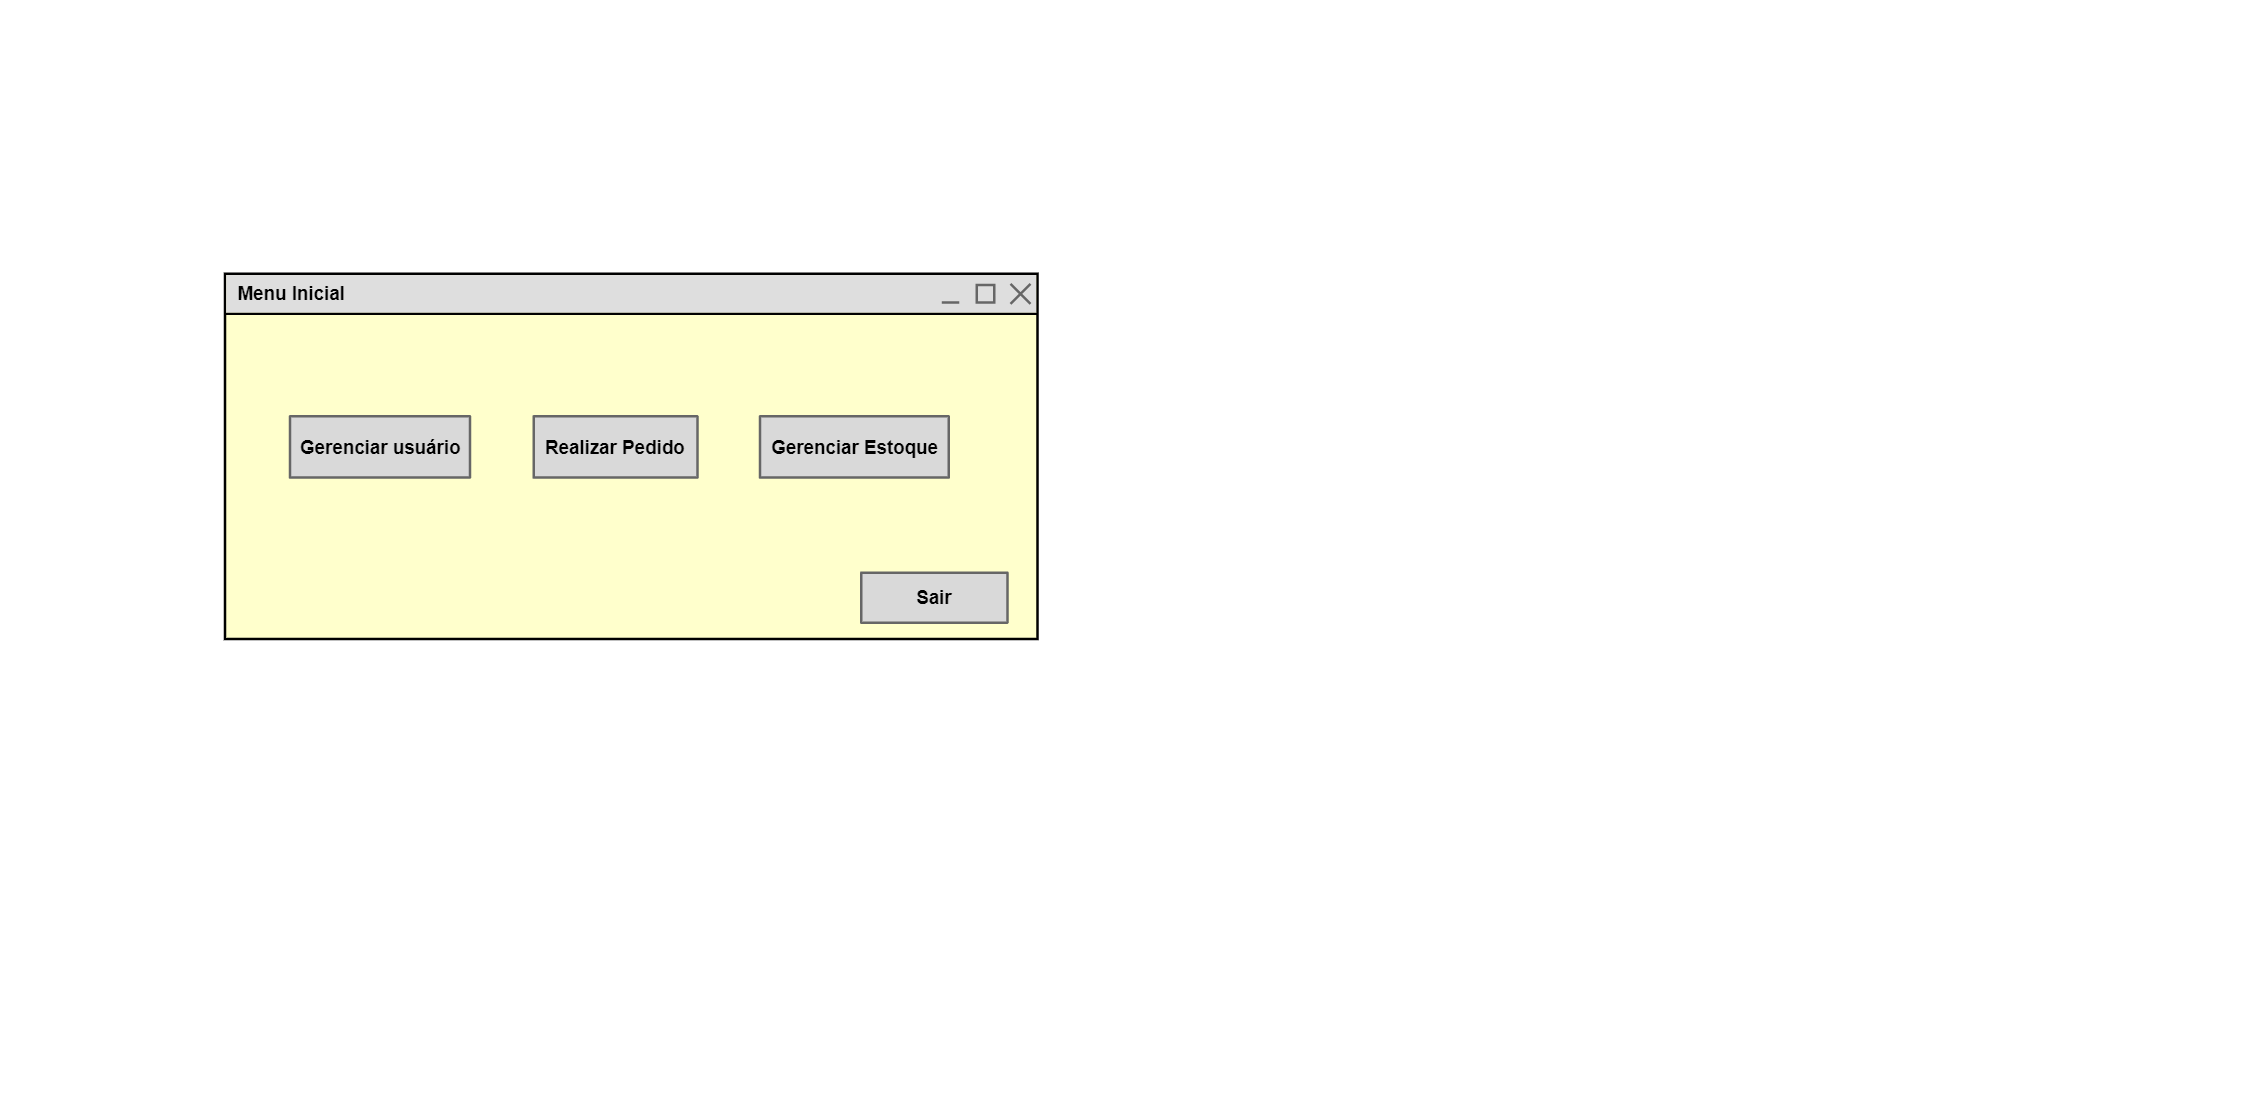 Menu Inicial
Gerenciar usuário
Realizar Pedido
Gerenciar Estoque
Sair